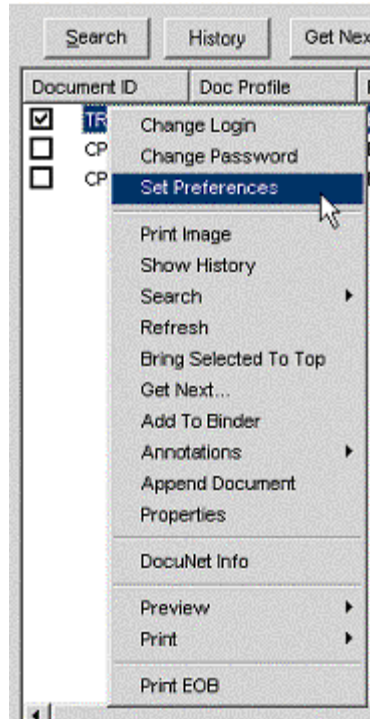 Search History Get Nex
Document ID Doc Profile
TR
CP
CP
Change Login
Change Password
Set Preferences
Print Image
Show History
Search
Refresh
Bring Selected To Top
Get Next...
Add To Binder
Annotations
Append Document
Properties
DocuNet Info
Preview
Print
Print EOB